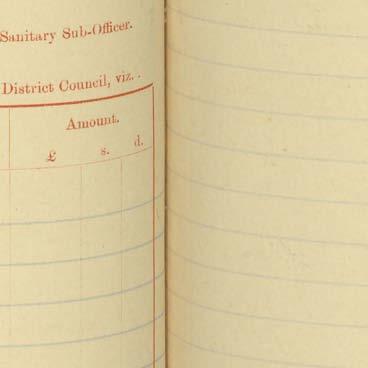 Sanitary Sub-Officer.
District Council, viz. .
Amount.
£ s. d.